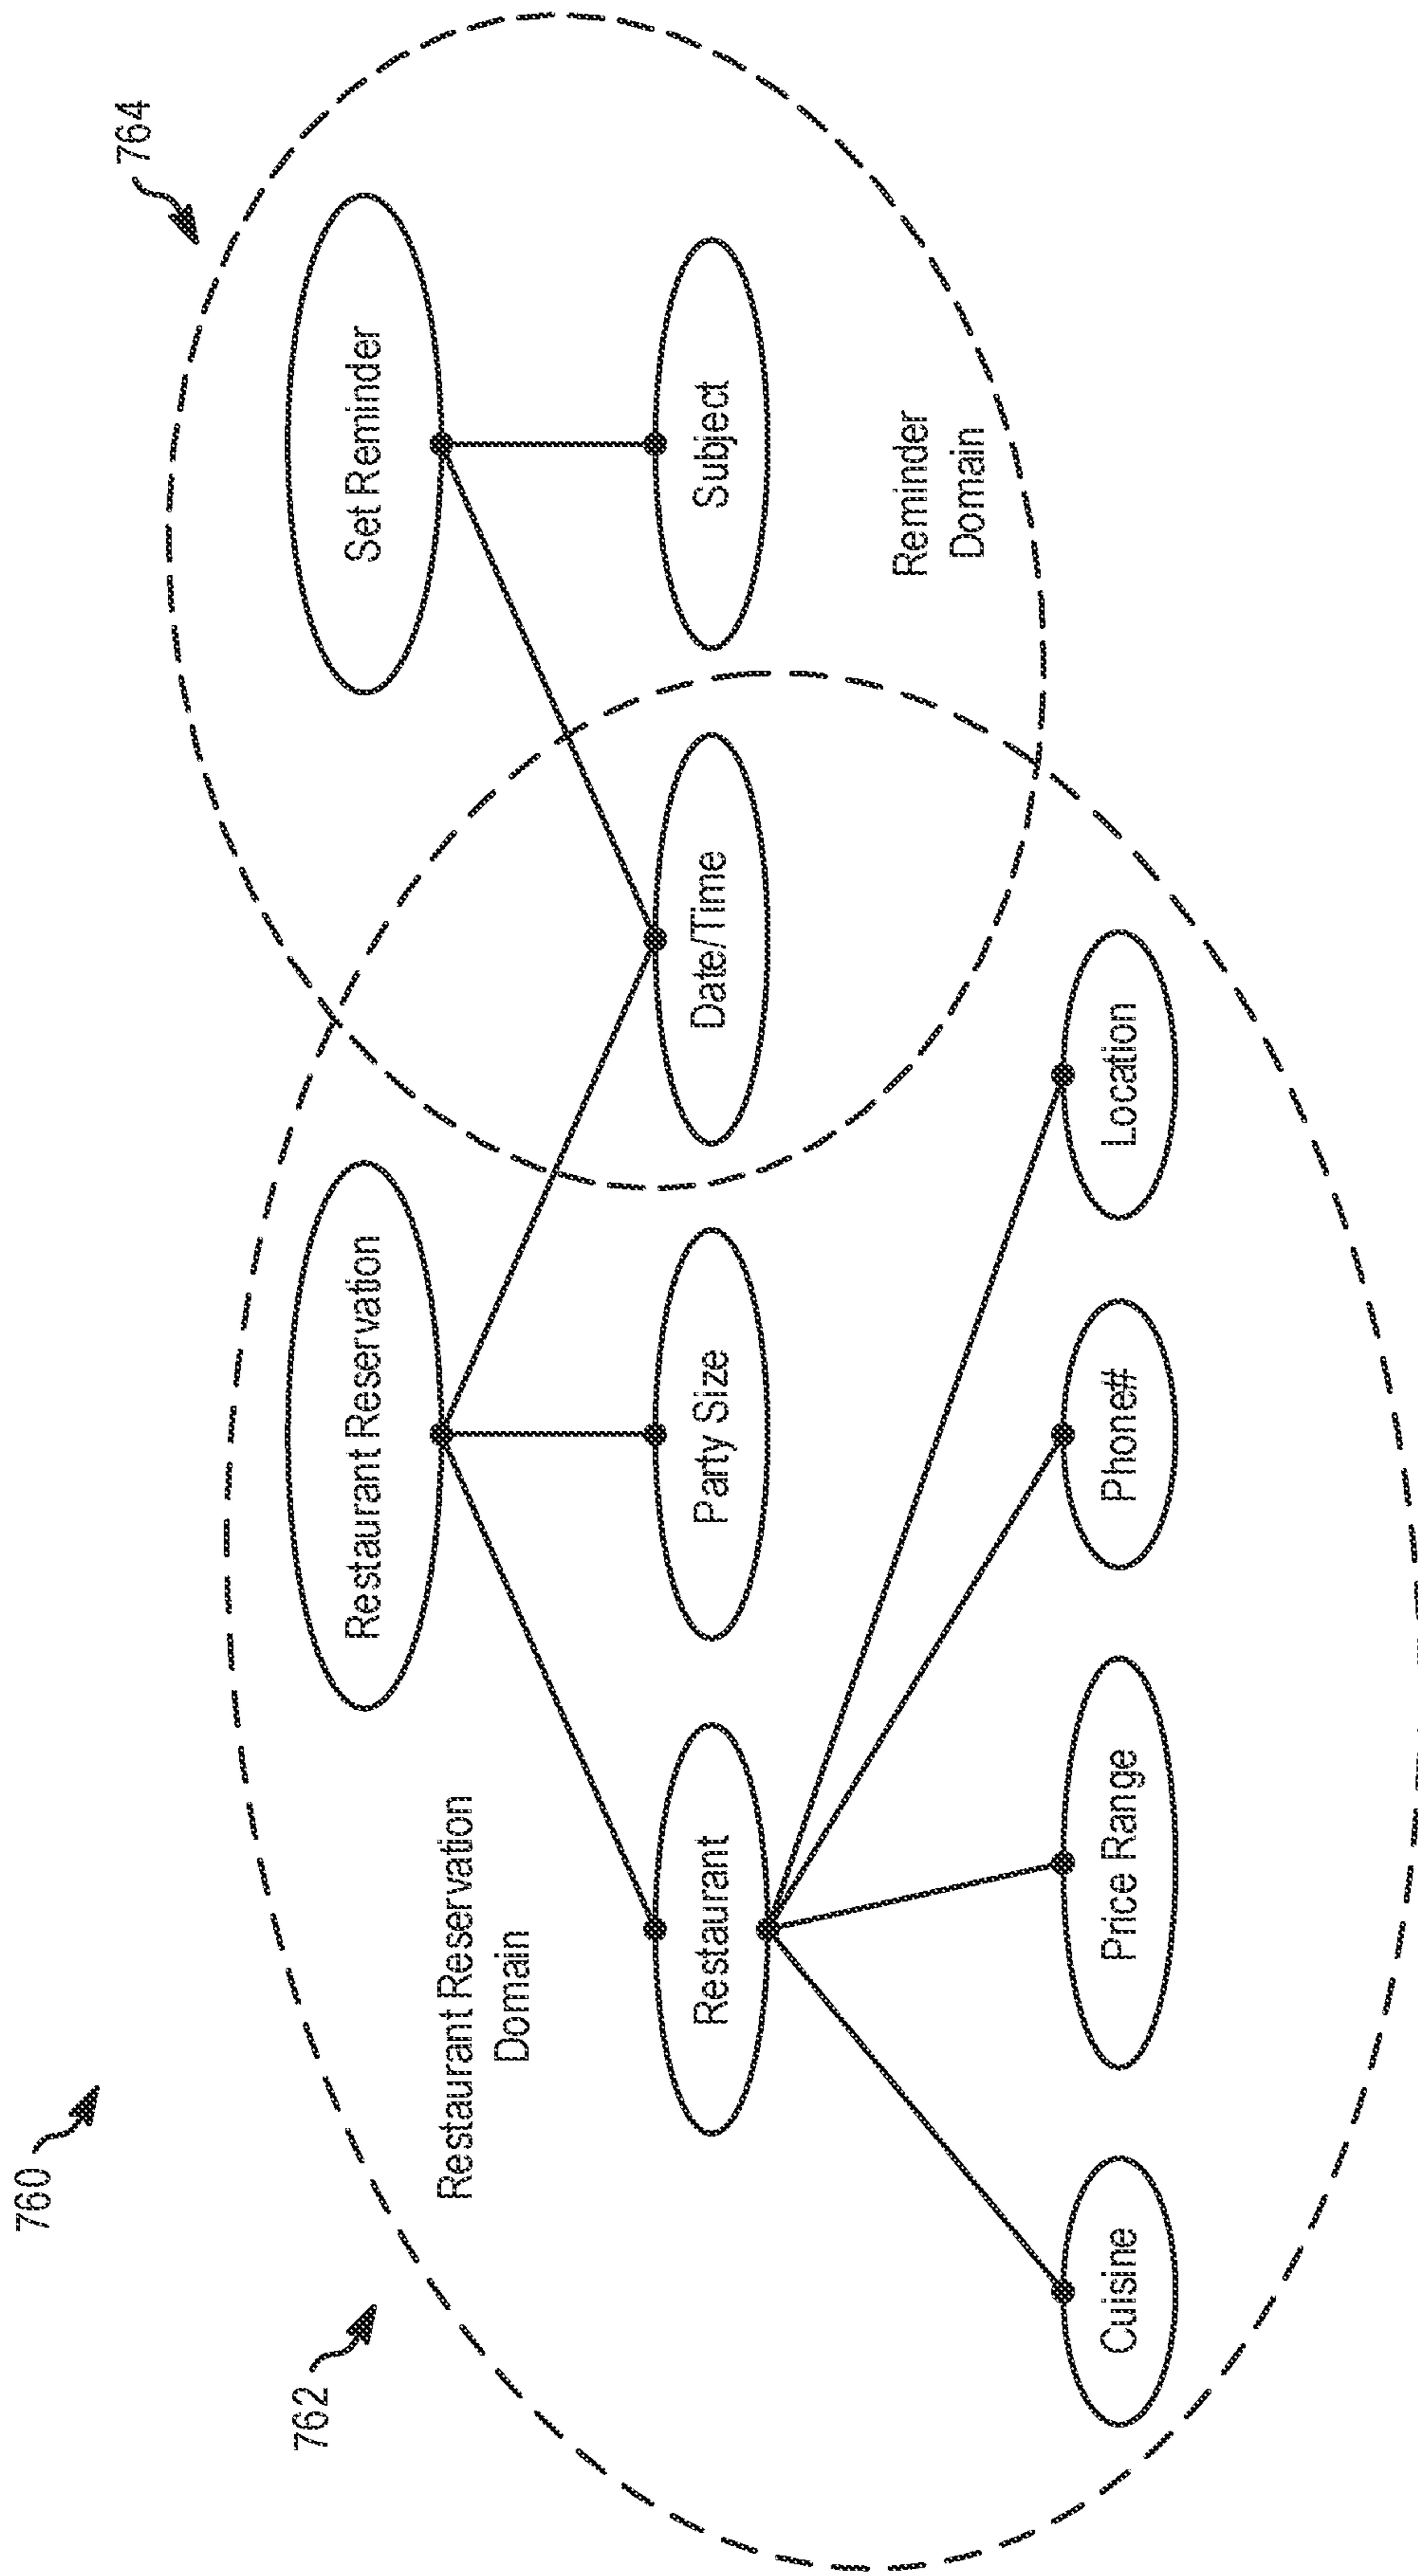 760
762
764
Restaurant Reservation
Set Reminder
Restaurant Reservation
Domain
Restaurant
Party Size
Date/Time
Subject
Reminder
Domain
Cuisine
Price Range
Phone#
Location